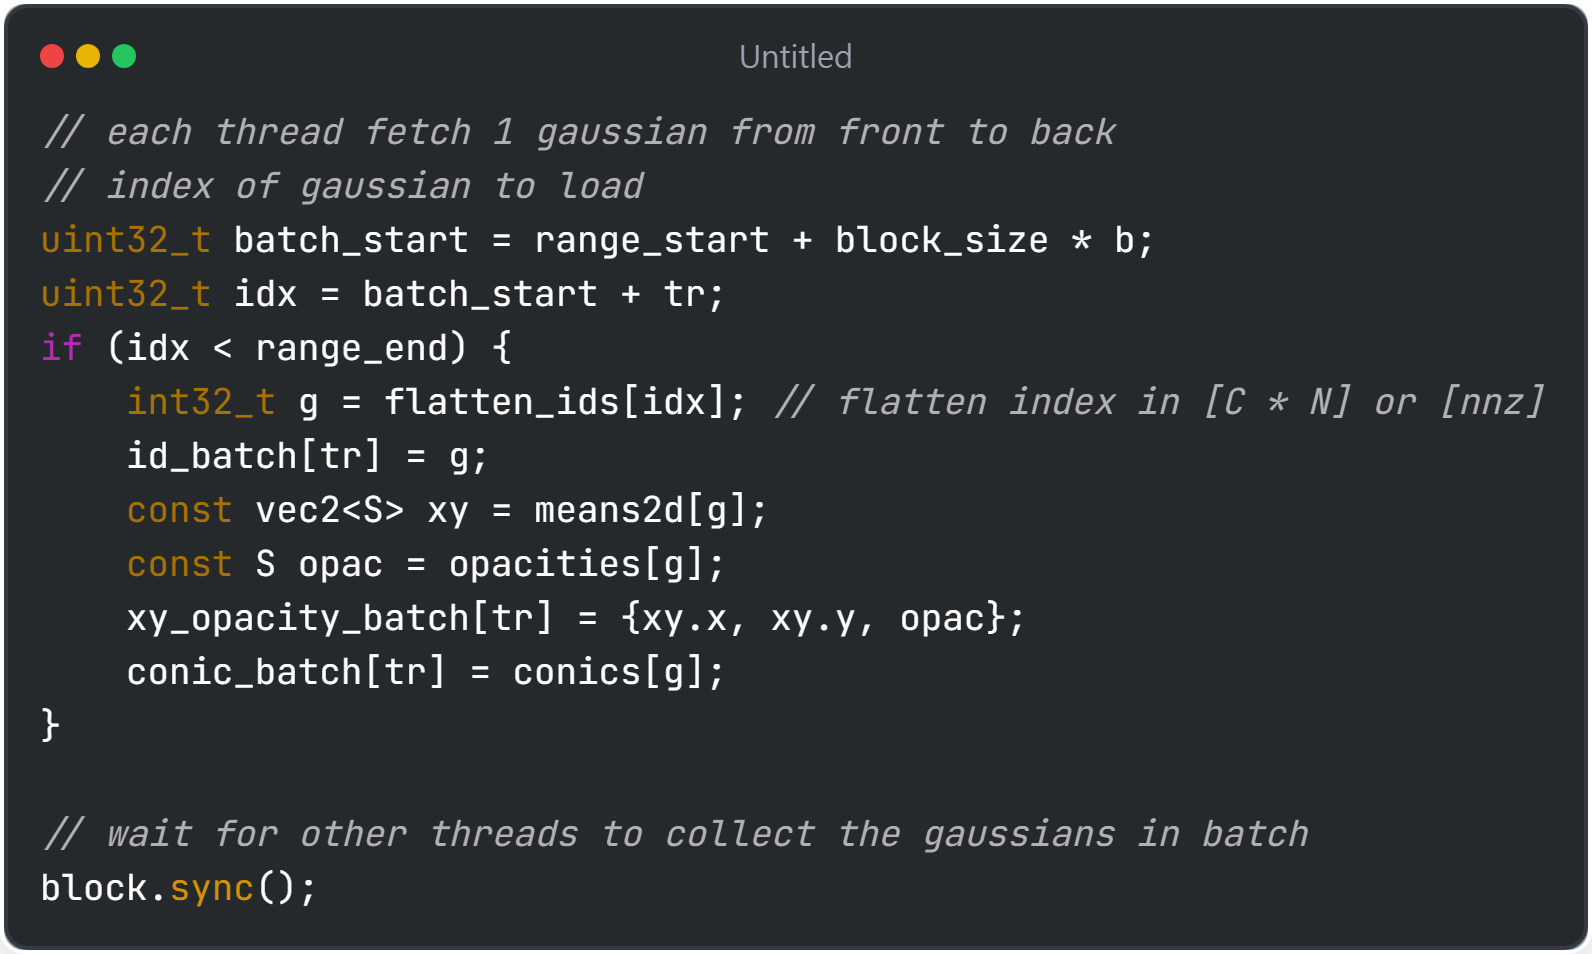 Untitled
// each thread fetch 1 gaussian from front to back
// index of gaussian to load
uint32_t batch_start = range_start + block_size * b;
uint32_t idx = batch_start + tr;
if (idx < range_end) {
    int32_t g = flatten_ids[idx]; // flatten index in [C * N] or [nnz]
    id_batch[tr] = g;
    const vec2<S> xy = means2d[g];
    const S opac = opacities[g];
    xy_opacity_batch[tr] = {xy.x, xy.y, opac};
    conic_batch[tr] = conics[g];
}

// wait for other threads to collect the gaussians in batch
block.sync();